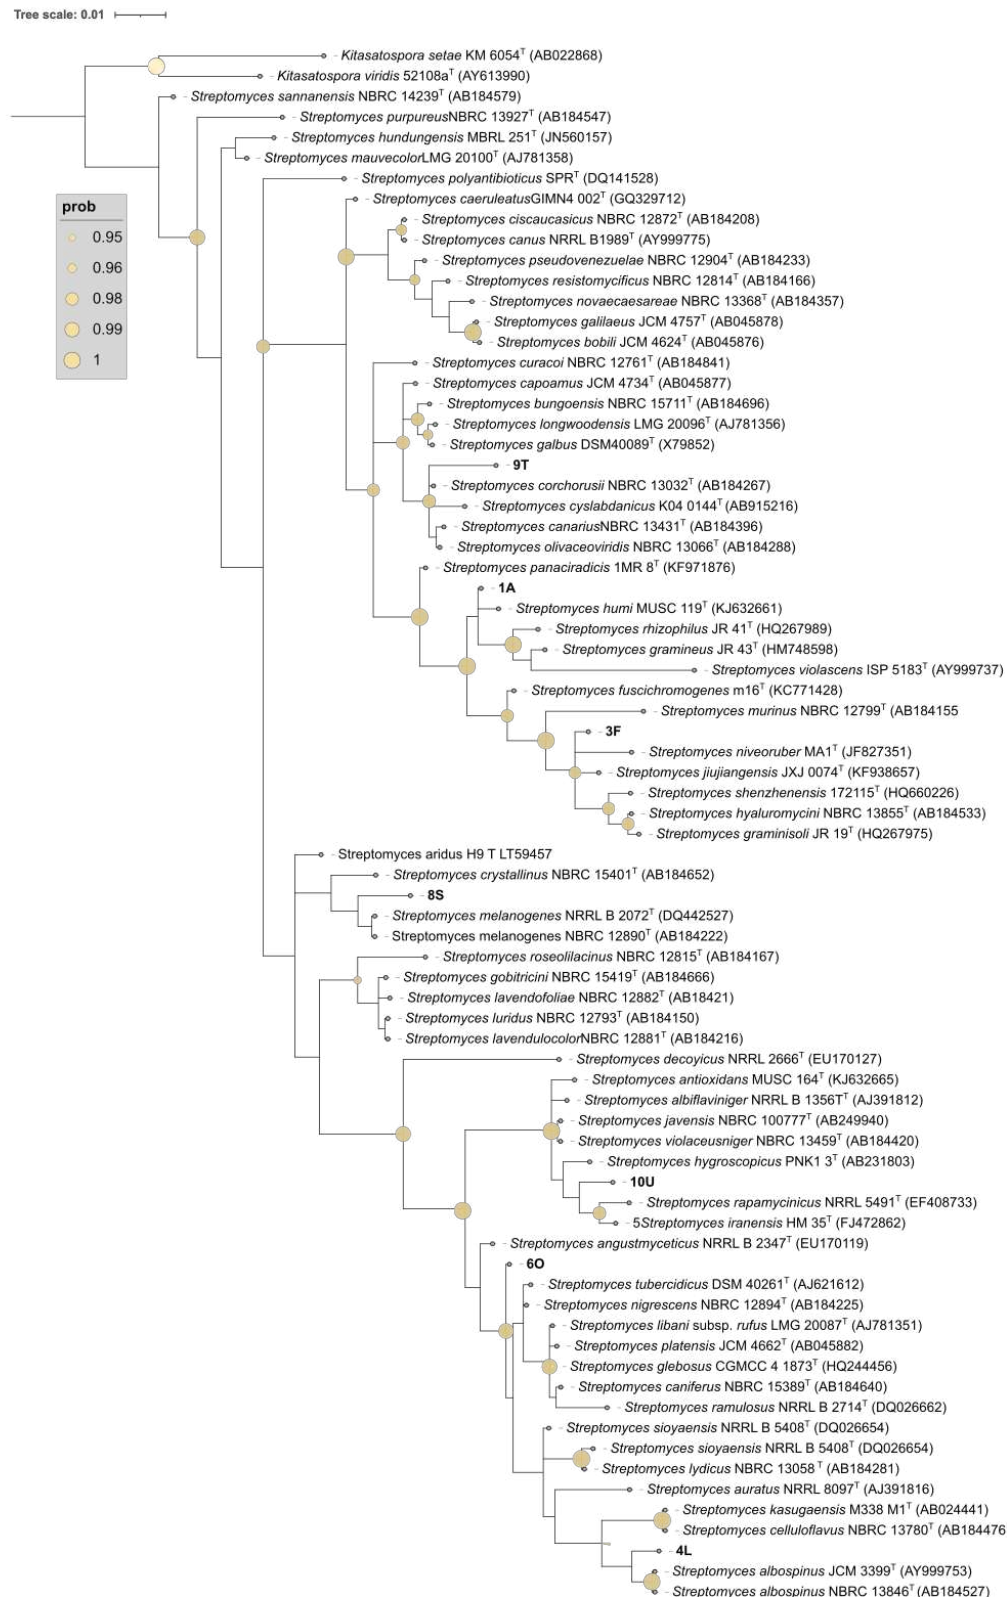 Tree scale: 0.01
Kitasatospora setae KM 6054T (AB022868)
Kitasatospora viridis 52108aT (AY613990)
Streptomyces sannanensis NBRC 14239T (AB184579)
Streptomyces purpureusNBRC 13927T (AB184547)
Streptomyces hundungensis MBRL 251T (JN560157)
Streptomyces mauvecolorLMG 20100T (AJ781358)
Streptomyces polyantibioticus SPRT (DQ141528)
Streptomyces caeruleatusGIMN4 002T (GQ329712)
prob
0.95
0.96
0.98
0.99
1
Streptomyces ciscaucasicus NBRC 12872T (AB184208)
Streptomyces canus NRRL B1989T (AY999775)
Streptomyces pseudovenezuelae NBRC 12904T (AB184233)
Streptomyces resistomycificus NBRC 12814T (AB184166)
Streptomyces novaecaesareae NBRC 13368T (AB184357)
Streptomyces galilaeus JCM 4757T (AB045878)
Streptomyces bobili JCM 4624T (AB045876)
Streptomyces curacoi NBRC 12761T (AB184841)
Streptomyces capoamus JCM 4734T (AB045877)
Streptomyces bungoensis NBRC 15711T (AB184696)
Streptomyces longwoodensis LMG 20096T (AJ781356)
Streptomyces galbus DSM40089T (X79852)
9T
Streptomyces corchorusii NBRC 13032T (AB184267)
Streptomyces cyslabdanicus K04 0144T (AB915216)
Streptomyces canariusNBRC 13431T (AB184396)
Streptomyces olivaceoviridis NBRC 13066T (AB184288)
Streptomyces panaciradicis 1MR 8T (KF971876)
1A
Streptomyces humi MUSC 119T (KJ632661)
Streptomyces rhizophilus JR 41T (HQ267989)
Streptomyces gramineus JR 43T (HM748598)
Streptomyces violascens ISP 5183T (AY999737)
Streptomyces fuscichromogenes m16T (KC771428)
Streptomyces murinus NBRC 12799T (AB184155
3F
Streptomyces niveoruber MA1T (JF827351)
Streptomyces jiujiangensis JXJ 0074T (KF938657)
Streptomyces shenzhenensis 172115T (HQ660226)
Streptomyces hyaluromycini NBRC 13855T (AB184533)
Streptomyces graminisoli JR 19T (HQ267975)
Streptomyces aridus H9 T LT59457
Streptomyces crystallinus NBRC 15401T (AB184652)
8S
Streptomyces melanogenes NRRL B 2072T (DQ442527)
Streptomyces melanogenes NBRC 12890T (AB184222)
Streptomyces roseolilacinus NBRC 12815T (AB184167)
Streptomyces gobitricini NBRC 15419T (AB184666)
Streptomyces lavendofoliae NBRC 12882T (AB18421)
Streptomyces luridus NBRC 12793T (AB184150)
Streptomyces lavendulocolorNBRC 12881T (AB184216)
Streptomyces decoyicus NRRL 2666T (EU170127)
Streptomyces antioxidans MUSC 164T (KJ632665)
Streptomyces albiflaviniger NRRL B 1356TT (AJ391812)
Streptomyces javensis NBRC 100777T (AB249940)
Streptomyces violaceusniger NBRC 13459T (AB184420)
Streptomyces hygroscopicus PNK1 3T (AB231803)
10U
Streptomyces rapamycinicus NRRL 5491T (EF408733)
5Streptomyces iranensis HM 35T (FJ472862)
Streptomyces angustmyceticus NRRL B 2347T (EU170119)
6O
Streptomyces tubercidicus DSM 40261T (AJ621612)
Streptomyces nigrescens NBRC 12894T (AB184225)
Streptomyces libani subsp. rufus LMG 20087T (AJ781351)
Streptomyces platensis JCM 4662T (AB045882)
Streptomyces glebosus CGMCC 4 1873T (HQ244456)
Streptomyces caniferus NBRC 15389T (AB184640)
Streptomyces ramulosus NRRL B 2714T (DQ026662)
Streptomyces sioyaensis NRRL B 5408T (DQ026654)
Streptomyces sioyaensis NRRL B 5408T (DQ026654)
Streptomyces lydicus NBRC 13058 T (AB184281)
Streptomyces auratus NRRL 8097T (AJ391816)
Streptomyces kasugaensis M338 M1T (AB024441)
Streptomyces celluloflavus NBRC 13780T (AB184476
4L
Streptomyces albospinus JCM 3399T (AY999753)
Streptomyces albospinus NBRC 13846T (AB184527)